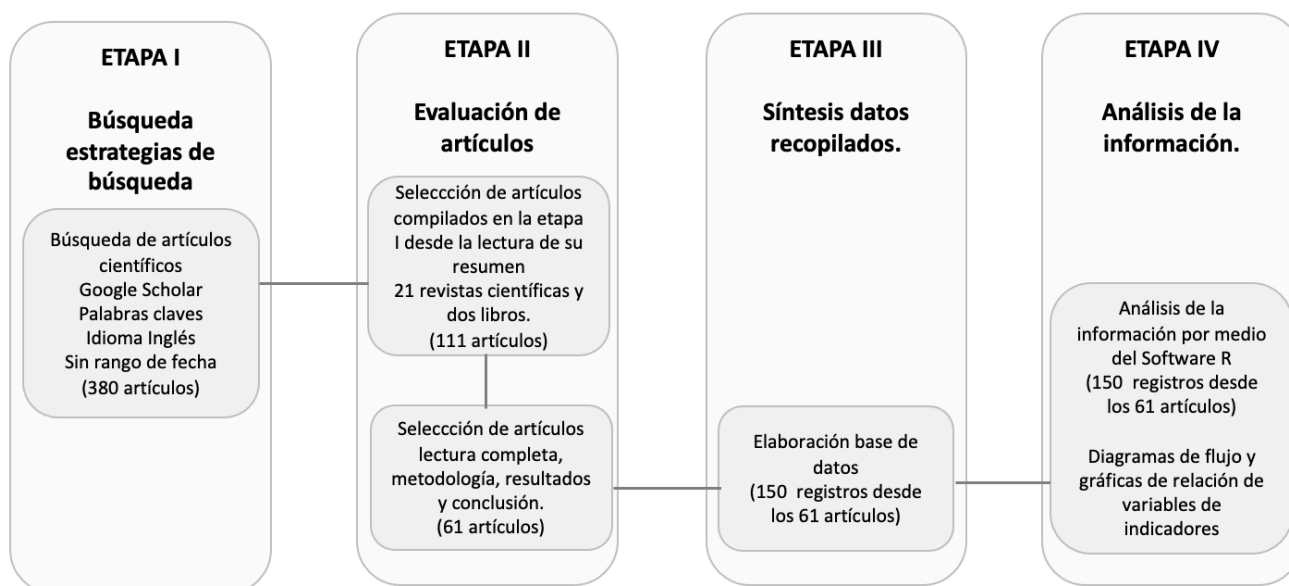 ETAPA I
Búsqueda
estrategias de
búsqueda
Búsqueda de artículos
científicos
Google Scholar
Palabras claves
Idioma Inglés
Sin rango de fecha
(380 artículos)
ETAPA II
Evaluación de
artículos
Seleccción de artículos
compilados en la etapa
I desde la lectura de su
resumen
21 revistas científicas y
dos libros.
(111 artículos)
Seleccción de artículos
lectura completa,
metodología, resultados
y conclusión.
(61 artículos)
ETAPA III
Síntesis datos
recopilados.
Elaboración base de
datos
(150 registros desde
los 61 artículos)
ETAPA IV
Análisis de la
información.
Análisis de la
información por medio
del Software R
(150 registros desde
los 61 artículos)
Diagramas de flujo y
gráficas de relación de
variables de
indicadores